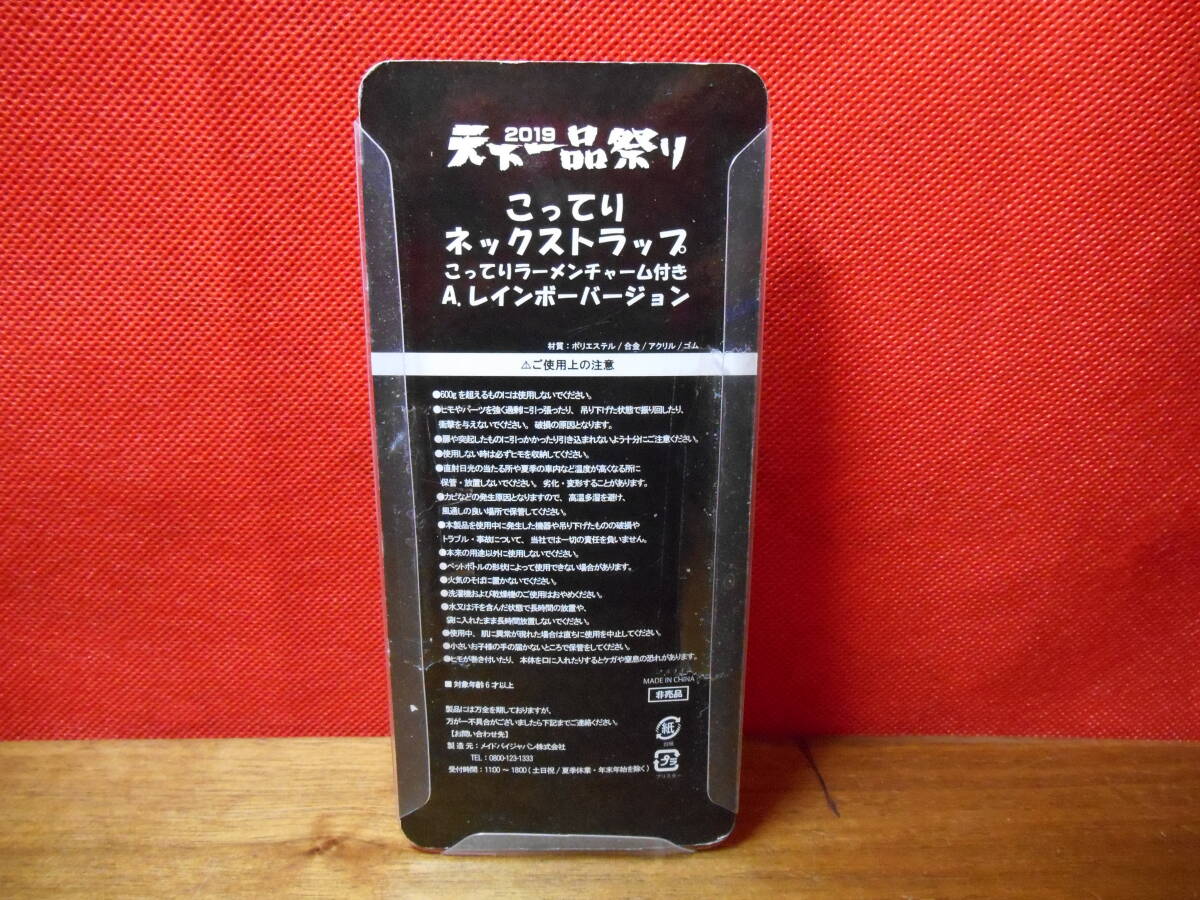 2019
天下一品祭り
こってり
ネックストラップ
こってりラーメンチャーム付き
A.レインボーバージョン
材質:ポリエステル/合金/アクリル/ゴム
⚠ご使用上の注意
●600gを超えるものには使用しないでください。
●ヒモやパーツを強く過剰に引っ張ったり、吊り下げた状態で振り回したり、
衝撃を与えないでください。破損の原因となります。
●扉や突起したものに引っかかったり引き込まれないよう十分にご注意ください。
●使用しない時は必ずヒモを収納してください。
●直射日光の当たる所や夏季の車内など温度が高くなる所に
保管・放置しないでください。劣化・変形することがあります。
●カビなどの発生原因となりますので、高温多湿を避け、
風通しの良い場所で保管してください。
●本製品を使用中に発生した機器や吊り下げたものの破損や
トラブル・事故について、当社では一切の責任を負いません。
●本来の用途以外に使用しないでください。
●ペットボトルの形状によって使用できない場合があります。
●火気のそばに置かないでください。
●洗濯機および乾燥機のご使用はおやめください。
●水又は汗を含んだ状態で長時間の放置や、
袋に入れたまま長時間放置しないでください。
●使用中、肌に異常が現れた場合は直ちに使用を中止してください。
●小さいお子様の手の届かないところで保管をしてください。
●ヒモが巻き付いたり、本体を口に入れたりするとケガや窒息の恐れがあります。
■対象年齢6才以上
MADE IN CHINA
非売品
製品には万全を期しておりますが、
万が一不具合がございましたら下記までご連絡ください。
【お問い合わせ先】
製造元:メイドバイジャパン株式会社
TEL:0800-123-1333
受付時間:11:00~18:00(土日祝/夏季休業・年末年始を除く)
紙
台紙
プラ
ブリスター